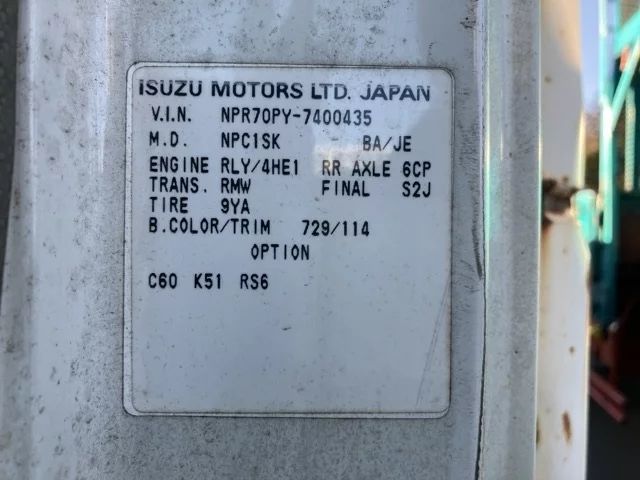 ISUZU MOTORS LTD. JAPAN
V.I.N. NPR70PY-7400435
M.D. NPC1SK BA/JE
ENGINE RLY/4HE1 RR AXLE 6CP
TRANS. RMW FINAL S2J
TIRE 9YA
B.COLOR/TRIM 729/114
OPTION
C60 K51 RS6